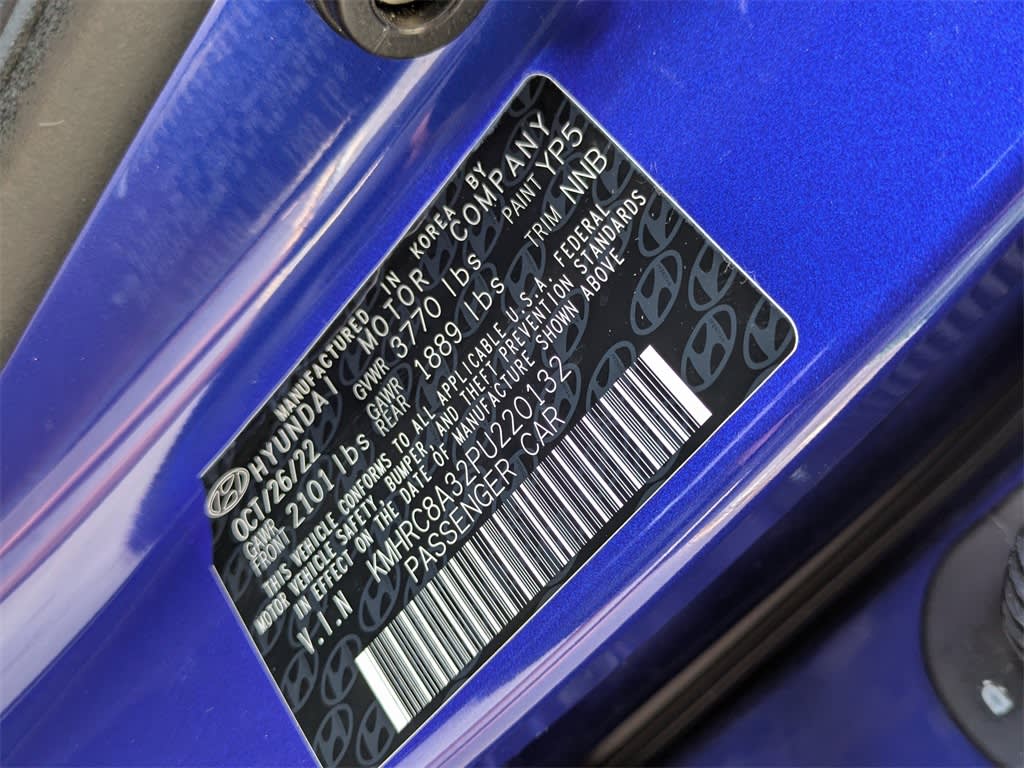 MANUFACTURED IN KOREA BY
HYUNDAI MOTOR COMPANY
OCT/26/22 GVWR 3770 lbs PAINT YP5
GAWR FRONT 2101 lbs GAWR REAR 1889 lbs TRIM NNB
THIS VEHICLE CONFORMS TO ALL APPLICABLE U.S.A. FEDERAL
MOTOR VEHICLE SAFETY, BUMPER, AND THEFT PREVENTION STANDARDS
IN EFFECT ON THE DATE OF MANUFACTURE SHOWN ABOVE
V.I.N KMHRC8A32PU220132
PASSENGER CAR